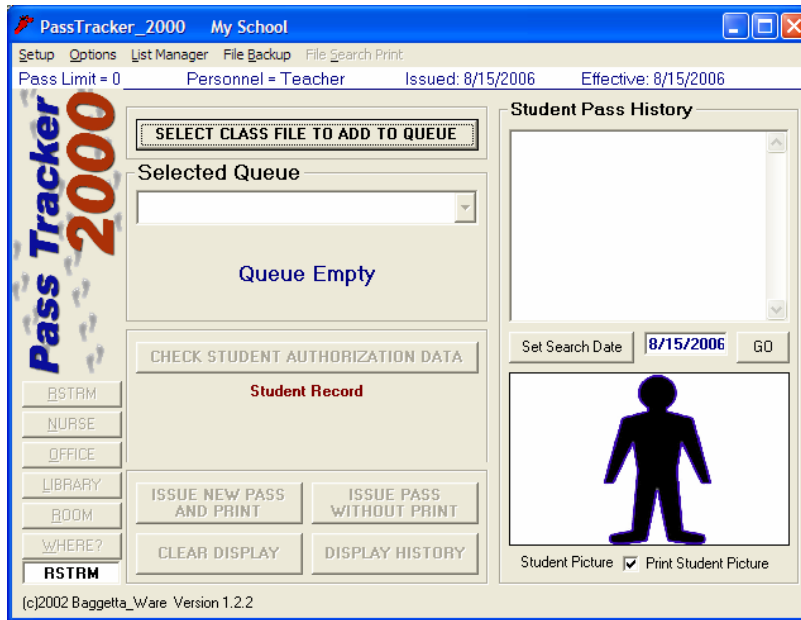 PassTracker_2000 My School
Setup Options List Manager File Backup File Search Print
Pass Limit = 0 Personnel = Teacher Issued: 8/15/2006 Effective: 8/15/2006
Pass Tracker
2000
SELECT CLASS FILE TO ADD TO QUEUE
Selected Queue
Queue Empty
CHECK STUDENT AUTHORIZATION DATA
Student Record
RSTRM
NURSE
OFFICE
LIBRARY
ROOM
WHERE?
RSTRM
ISSUE NEW PASS
AND PRINT
ISSUE PASS
WITHOUT PRINT
CLEAR DISPLAY
DISPLAY HISTORY
Student Pass History
Set Search Date 8/15/2006 GO
Student Picture Print Student Picture
(c)2002 Baggetta_Ware Version 1.2.2